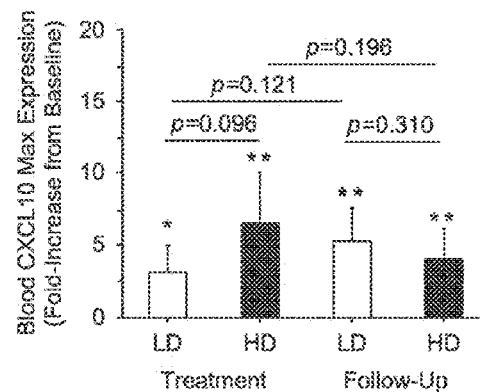 Blood CXCL10 Max Expression
(Fold-Increase from Baseline)
20
15
10
5
0
p=0.196
p=0.121
p=0.096
p=0.310
*
**
**
**
LD HD LD HD
Treatment Follow-Up